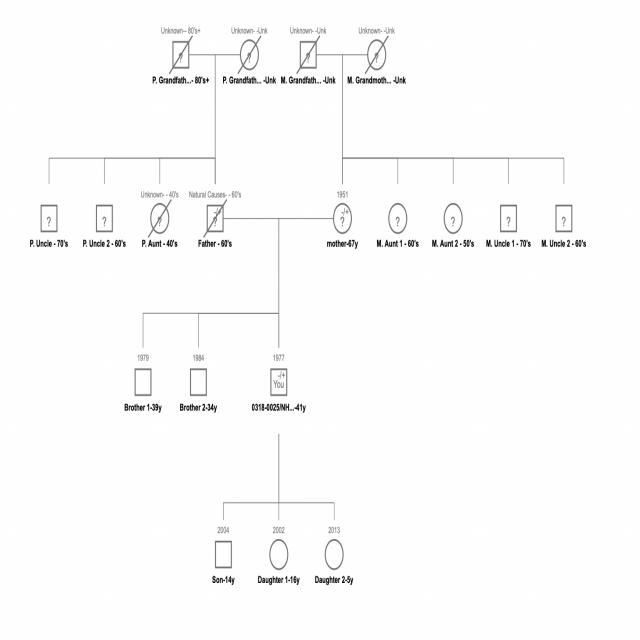 Unknown-- 80's+
Unknown- -Unk
Unknown- -Unk
Unknown- -Unk
?
?
?
?
P. Grandfath...- 80's+
P. Grandfath... -Unk
M. Grandfath... -Unk
M. Grandmoth... -Unk
Unknown- - 40's
Natural Causes- - 60's
1951
?
?
?
-/+
?
-/+
?
?
?
?
?
P. Uncle - 70's
P. Uncle 2 - 60's
P. Aunt - 40's
Father - 60's
mother-67y
M. Aunt 1 - 60's
M. Aunt 2 - 50's
M. Uncle 1 - 70's
M. Uncle 2 - 60's
1979
1984
1977
-/+
You
Brother 1-39y
Brother 2-34y
0318-0025/NH...-41y
2004
2002
2013
Son-14y
Daughter 1-16y
Daughter 2-5y